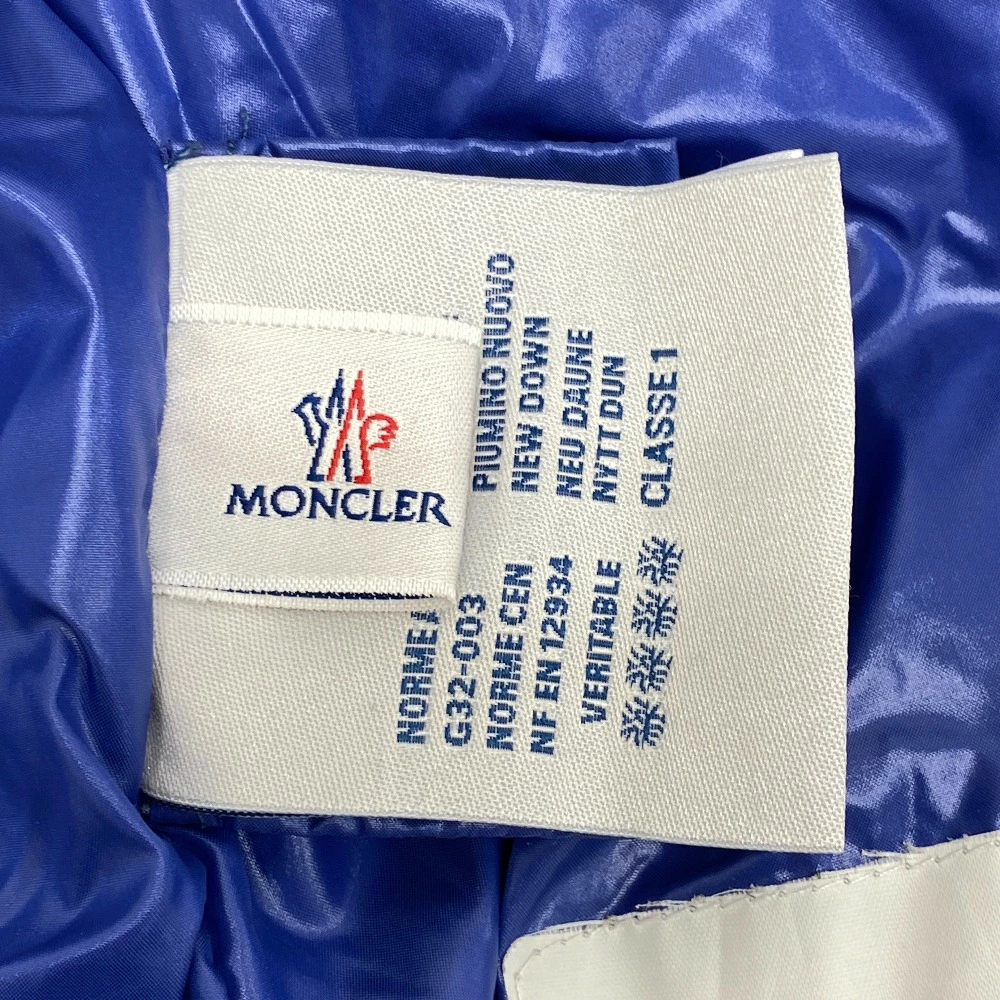 MONCLER
PIUMINO NUOVO
NEW DOWN
NEU DAUNE
NYTT DUN
CLASSE 1
NORME
G32-003
NORME CEN
NF EN 12934
VERITABLE